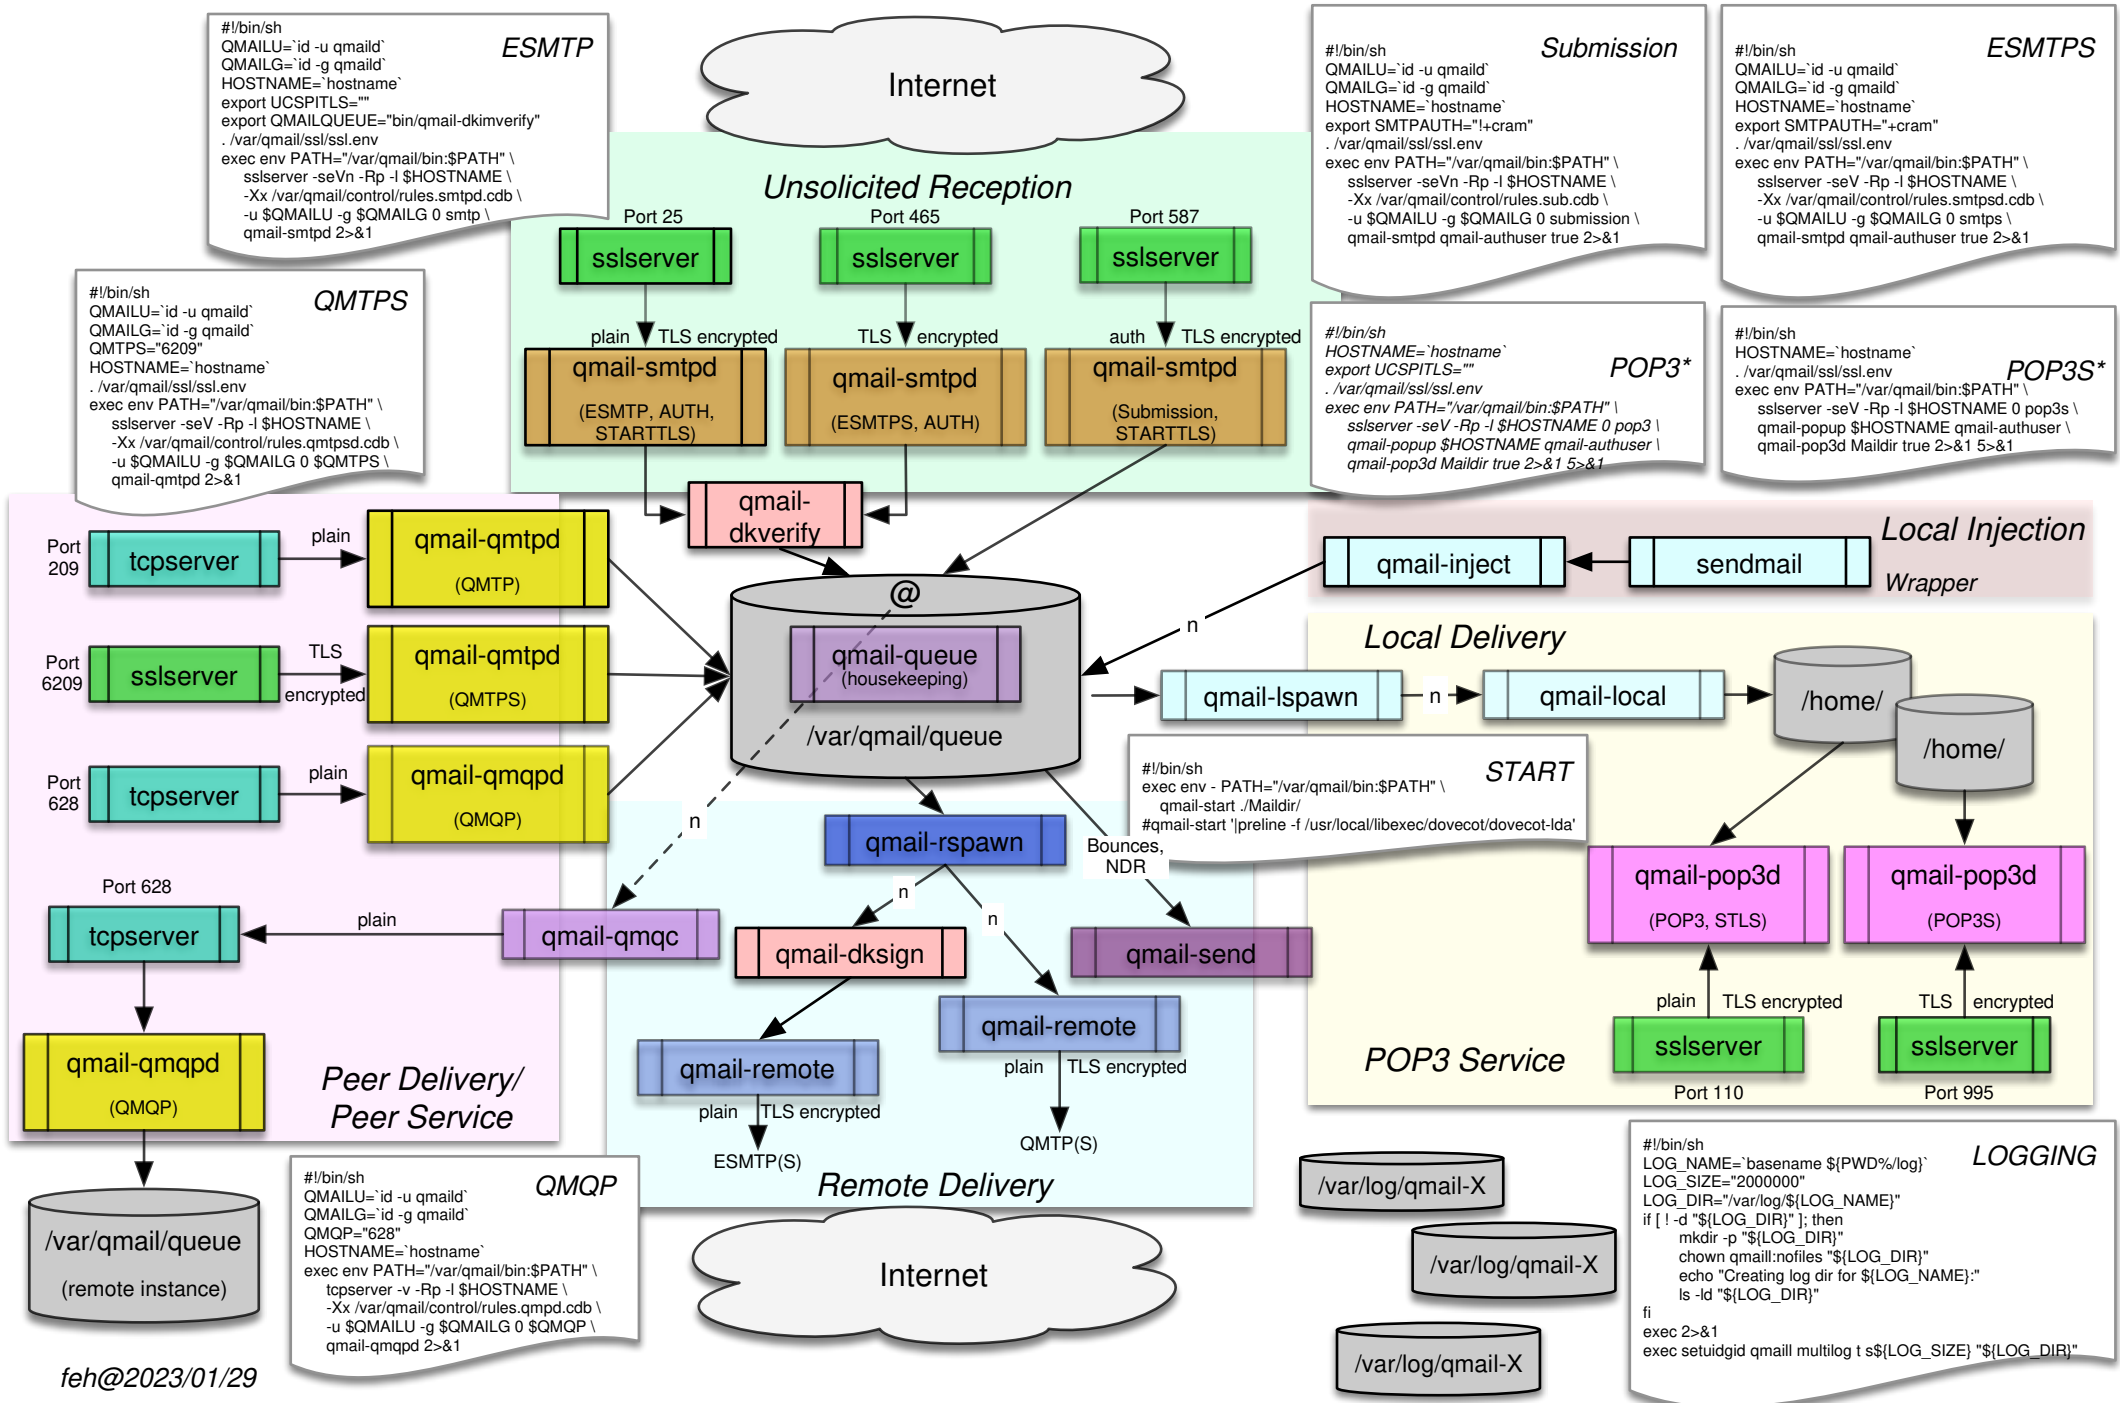 #!/bin/sh
QMAILU=`id -u qmaild`
QMAILG=`id -g qmaild`
HOSTNAME=`hostname`
export UCSPITLS=""
export QMAILQUEUE="bin/qmail-dkimverify"
. /var/qmail/ssl/ssl.env
exec env PATH="/var/qmail/bin:$PATH" \
sslserver -seVn -Rp -l $HOSTNAME \
-Xx /var/qmail/control/rules.smtpd.cdb \
-u $QMAILU -g $QMAILG 0 smtp \
qmail-smtpd 2>&1
ESMTP
Internet
#!/bin/sh
QMAILU=`id -u qmaild`
QMAILG=`id -g qmaild`
HOSTNAME=`hostname`
export SMTPAUTH="!+cram"
. /var/qmail/ssl/ssl.env
exec env PATH="/var/qmail/bin:$PATH" \
sslserver -seVn -Rp -l $HOSTNAME \
-Xx /var/qmail/control/rules.sub.cdb \
-u $QMAILU -g $QMAILG 0 submission \
qmail-smtpd qmail-authuser true 2>&1
Submission
#!/bin/sh
QMAILU=`id -u qmaild`
QMAILG=`id -g qmaild`
HOSTNAME=`hostname`
export SMTPAUTH="+cram"
. /var/qmail/ssl/ssl.env
exec env PATH="/var/qmail/bin:$PATH" \
sslserver -seV -Rp -l $HOSTNAME \
-Xx /var/qmail/control/rules.smtpsd.cdb \
-u $QMAILU -g $QMAILG 0 smtps \
qmail-smtpd qmail-authuser true 2>&1
ESMTPS
Unsolicited Reception
Port 25
Port 465
Port 587
sslserver
sslserver
sslserver
plain
TLS encrypted
TLS
encrypted
auth
TLS encrypted
qmail-smtpd
(ESMTP, AUTH,
STARTTLS)
qmail-smtpd
(ESMTPS, AUTH)
qmail-smtpd
(Submission,
STARTTLS)
qmail-
dkverify
#!/bin/sh
QMAILU=`id -u qmaild`
QMAILG=`id -g qmaild`
QMTPS="6209"
HOSTNAME=`hostname`
. /var/qmail/ssl/ssl.env
exec env PATH="/var/qmail/bin:$PATH" \
sslserver -seV -Rp -l $HOSTNAME \
-Xx /var/qmail/control/rules.qmtpsd.cdb \
-u $QMAILU -g $QMAILG 0 $QMTPS \
qmail-qmtpd 2>&1
QMTPS
#!/bin/sh
HOSTNAME=`hostname`
export UCSPITLS=""
. /var/qmail/ssl/ssl.env
exec env PATH="/var/qmail/bin:$PATH" \
sslserver -seV -Rp -l $HOSTNAME 0 pop3 \
qmail-popup $HOSTNAME qmail-authuser \
qmail-pop3d Maildir true 2>&1 5>&1
POP3*
#!/bin/sh
HOSTNAME=`hostname`
. /var/qmail/ssl/ssl.env
exec env PATH="/var/qmail/bin:$PATH" \
sslserver -seV -Rp -l $HOSTNAME 0 pop3s \
qmail-popup $HOSTNAME qmail-authuser \
qmail-pop3d Maildir true 2>&1 5>&1
POP3S*
Port
209
tcpserver
plain
qmail-qmtpd
(QMTP)
Port
6209
sslserver
TLS
encrypted
qmail-qmtpd
(QMTPS)
Port
628
tcpserver
plain
qmail-qmqpd
(QMQP)
@
qmail-queue
(housekeeping)
/var/qmail/queue
Local Injection
qmail-inject
sendmail
Wrapper
n
Local Delivery
qmail-lspawn
n
qmail-local
/home/
/home/
#!/bin/sh
exec env - PATH="/var/qmail/bin:$PATH" \
qmail-start ./Maildir/
#qmail-start '|preline -f /usr/local/libexec/dovecot/dovecot-lda'
START
n
qmail-rspawn
Bounces,
NDR
n
n
Port 628
tcpserver
plain
qmail-qmqc
qmail-dksign
qmail-send
qmail-pop3d
(POP3, STLS)
qmail-pop3d
(POP3S)
plain
TLS encrypted
TLS
encrypted
sslserver
sslserver
Port 110
Port 995
POP3 Service
qmail-qmqpd
(QMQP)
Peer Delivery/
Peer Service
qmail-remote
plain
TLS encrypted
ESMTP(S)
qmail-remote
plain
TLS encrypted
QMTP(S)
Remote Delivery
/var/qmail/queue
(remote instance)
#!/bin/sh
QMAILU=`id -u qmaild`
QMAILG=`id -g qmaild`
QMQP="628"
HOSTNAME=`hostname`
exec env PATH="/var/qmail/bin:$PATH" \
tcpserver -v -Rp -l $HOSTNAME \
-Xx /var/qmail/control/rules.qmpd.cdb \
-u $QMAILU -g $QMAILG 0 $QMQP \
qmail-qmqpd 2>&1
QMQP
Internet
/var/log/qmail-X
/var/log/qmail-X
/var/log/qmail-X
#!/bin/sh
LOG_NAME=`basename ${PWD%/log}`
LOG_SIZE="2000000"
LOG_DIR="/var/log/${LOG_NAME}"
if [ ! -d "${LOG_DIR}" ]; then
mkdir -p "${LOG_DIR}"
chown qmaill:nofiles "${LOG_DIR}"
echo "Creating log dir for ${LOG_NAME}:"
ls -ld "${LOG_DIR}"
fi
exec 2>&1
exec setuidgid qmaill multilog t s${LOG_SIZE} "${LOG_DIR}"
LOGGING
feh@2023/01/29